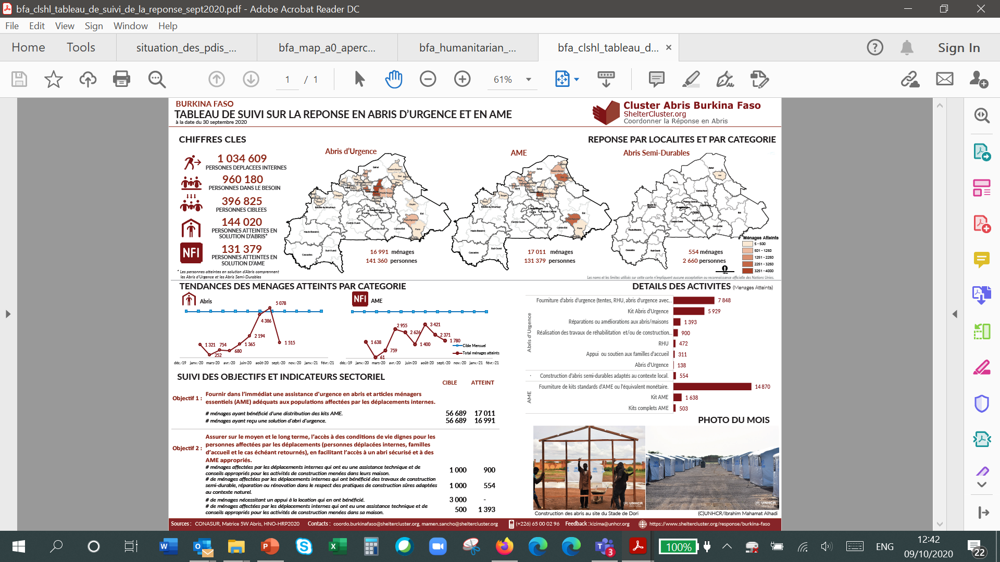 bfa_clshl_tableau_de_suivi_de_la_reponse_sept2020.pdf - Adobe Acrobat Reader DC
File Edit View Sign Window Help
Home Tools situation_des_pdis_... bfa_map_a0_aperc... bfa_humanitarian_... bfa_clshl_tableau_d... × Sign In
1 / 1 61%
BURKINA FASO
TABLEAU DE SUIVI SUR LA REPONSE EN ABRIS D'URGENCE ET EN AME
à la date du 30 septembre 2020
Cluster Abris Burkina Faso
ShelterCluster.org
Coordonner la Réponse en Abris
CHIFFRES CLES
1 034 609
PERSONES DEPLACEES INTERNES
960 180
PERSONNES DANS LE BESOIN
396 825
PERSONNES CIBLEES
144 020
PERSONNES ATTEINTES EN
SOLUTION D'ABRIS*
NFI
131 379
PERSONNES ATTEINTES EN
SOLUTION D'AME
* Les personnes atteintes en solution d'Abris comprennent
les Abris d'Urgence et les Abris Semi-Durables
REPONSE PAR LOCALITES ET PAR CATEGORIE
Abris d'Urgence
16 991 ménages
141 360 personnes
AME
17 011 ménages
131 379 personnes
Abris Semi-Durables
554 ménages
2 660 personnes
Ménages Atteints
5 - 500
501 - 1250
1251 - 2250
2251 - 3250
3251 - 4000
Les noms et les limites utilisés sur cette carte n'impliquent aucune acceptation ou reconnaissance officielle des Nations Unies.
TENDANCES DES MENAGES ATTEINTS PAR CATEGORIE
Abris
5 078
4 386
2 194
1 321 754 1 365 1 515
252 680
déc.-19 janv.-20 mars-20 avr.-20 juin-20 août-20 sept.-20 nov.-20 janv.-21 févr.-21
NFI AME
2 955 3 421
2 626 2 371
1 638 1 400 1 780
759
61
Cible Mensuel
Total ménages atteints
déc.-19 janv.-20 mars-20 avr.-20 juin-20 août-20 sept.-20 nov.-20 janv.-21 févr.-21
DETAILS DES ACTIVITES (Menages Atteints)
Abris d'Urgence
Fourniture d'abris d'urgence (tentes, RHU, abris d'urgence avec... 7 848
Kit Abris d'Urgence 5 929
Réparations ou améliorations aux abris/maisons 1 393
Réalisation des travaux de réhabilitation et/ou de construction... 900
RHU 472
Appui ou soutien aux familles d'accueil 311
Abris d'Urgence 138
Construction d'abris semi-durables adaptés au contexte local. 554
AME
Fourniture de kits standards d'AME ou l'équivalent monétaire. 14 870
Kit AME 1 638
Kits complets AME 503
SUIVI DES OBJECTIFS ET INDICATEURS SECTORIEL
CIBLE ATTEINT
Objectif 1 :
Fournir dans l'immédiat une assistance d'urgence en abris et articles ménagers
essentiels (AME) adéquats aux populations affectées par les déplacements internes.
# ménages ayant bénéficié d'une distribution des kits AME. 56 689 17 011
# ménages ayant reçu une solution d'abri d'urgence. 56 689 16 991
Objectif 2 :
Assurer sur le moyen et le long terme, l'accès à des conditions de vie dignes pour les
personnes affectées par les déplacements (personnes déplacées internes, familles
d'accueil et le cas échéant retournés), en facilitant l'accès à un abri sécurisé et à des
AME appropriés.
# ménages affectées par les déplacements internes qui ont eu une assistance technique et de
conseils appropriés pour les activités de construction menées dans leurs maison. 1 000 900
# de ménages affectées par les déplacements internes qui ont bénéficié des travaux de construction
semi-durable, réparation ou rénovation dans le respect des pratiques de construction sûres adaptées
au contexte naturel. 1 000 554
# de ménages nécessitant un appui à la location qui en ont bénéficié. 3 000 -
# de ménages affectées par les déplacements internes qui ont eu une assistance technique et de
conseils appropriés pour les activités de construction menées dans sa maison. 500 1 393
PHOTO DU MOIS
UNHCR
UNHCR
Construction des abris au site du Stade de Dori (C)UNHCR/Ibrahim Mahamat Alhadi
Sources : CONASUR, Matrice 5W Abris, HNO-HRP2020 Contacts : coordo.burkinafaso@sheltercluster.org, mamen.sancho@sheltercluster.org (+226) 65 00 02 96 Feedback : kizima@unhcr.org https://www.sheltercluster.org/response/burkina-faso
100% ENG 12:42
09/10/2020 22